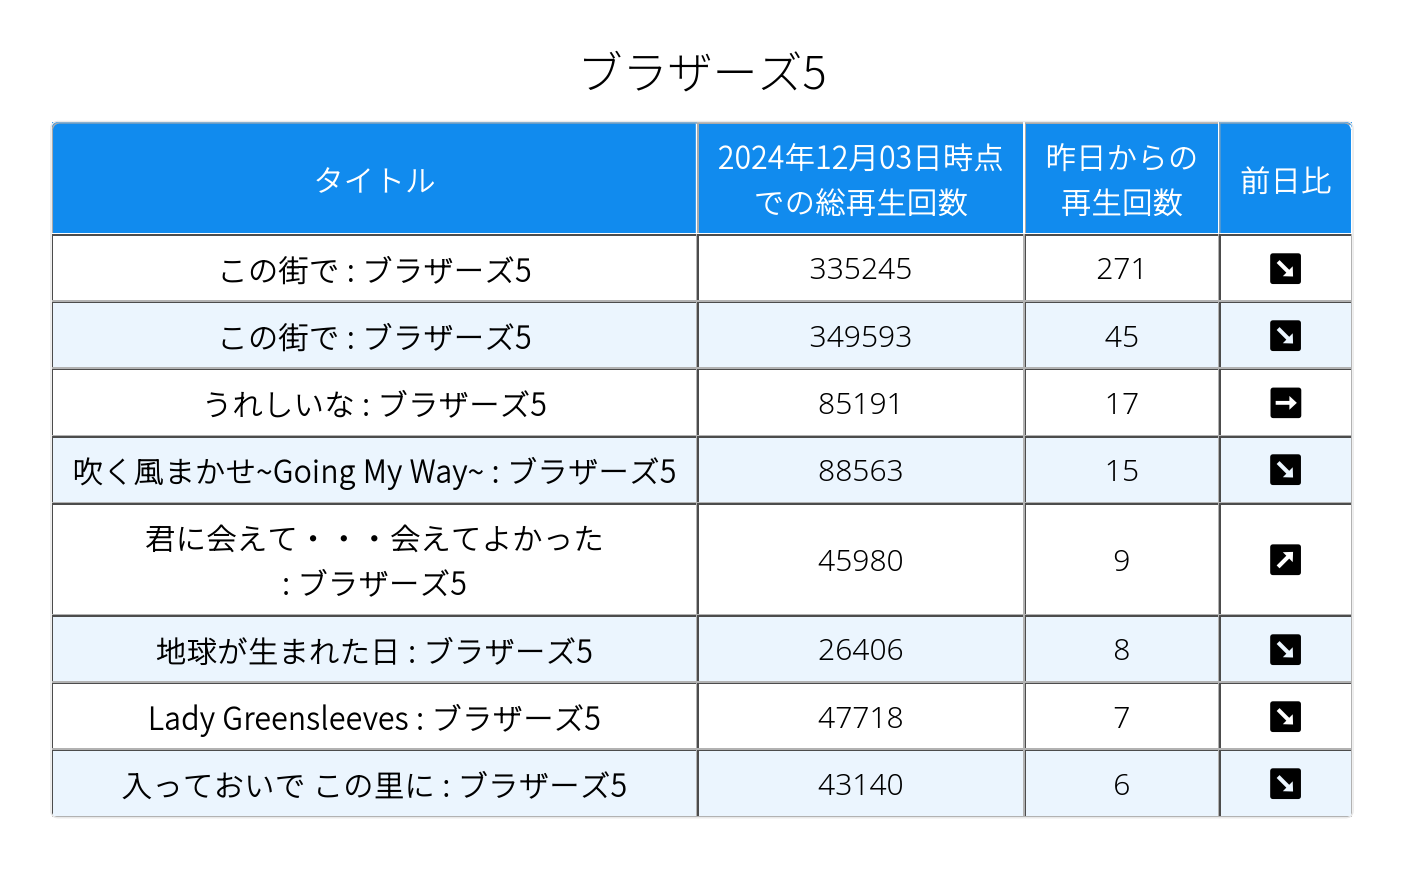 ブラザーズ5
タイトル
2024年12月03日時点
での総再生回数
昨日からの
再生回数
前日比
この街で : ブラザーズ5
335245
271
この街で : ブラザーズ5
349593
45
うれしいな : ブラザーズ5
85191
17
吹く風まかせ~Going My Way~ : ブラザーズ5
88563
15
君に会えて・・・会えてよかった
: ブラザーズ5
45980
9
地球が生まれた日 : ブラザーズ5
26406
8
Lady Greensleeves : ブラザーズ5
47718
7
入っておいで この里に : ブラザーズ5
43140
6